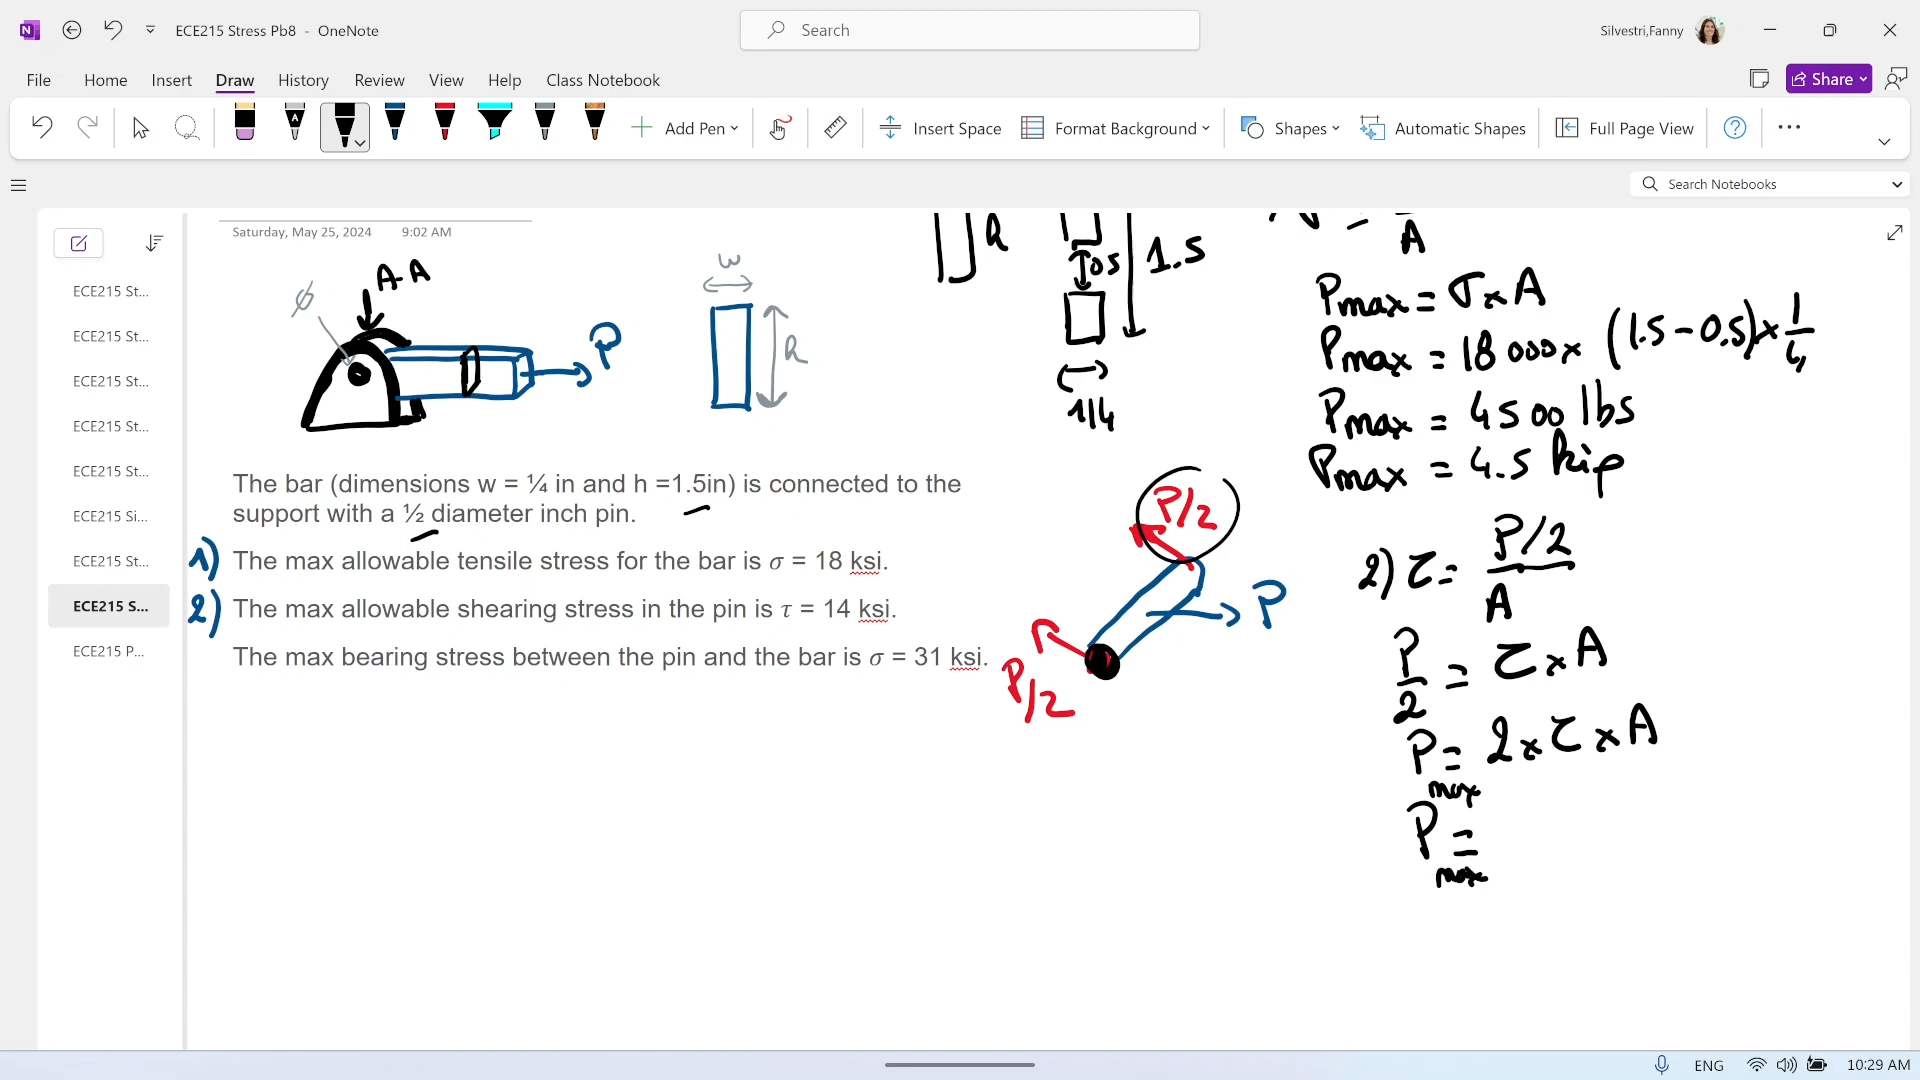 ECE215 Stress Pb8 - OneNote
Search
Silvestri,Fanny
File Home Insert Draw History Review View Help Class Notebook
Share
Add Pen
Insert Space
Format Background
Shapes
Automatic Shapes
Full Page View
Search Notebooks
ECE215 St...
ECE215 St...
ECE215 St...
ECE215 St...
ECE215 St...
ECE215 Si...
ECE215 St...
ECE215 S...
ECE215 P...
Saturday, May 25, 2024 9:02 AM
A-A
ϕ
P
w
h
The bar (dimensions w = ¼ in and h =1.5in) is connected to the
support with a ½ diameter inch pin.
1) The max allowable tensile stress for the bar is σ = 18 ksi.
2) The max allowable shearing stress in the pin is τ = 14 ksi.
The max bearing stress between the pin and the bar is σ = 31 ksi.
h
0.5
1.5
1/4
P/2
P
P/2
A
Pmax = σ x A
Pmax = 18 000 x (1.5 - 0.5) x 1/4
Pmax = 4500 lbs
Pmax = 4.5 kip
2) τ = P/2 / A
P/2 = τ x A
Pmax = 2 x τ x A
Pmax =
ENG
10:29 AM